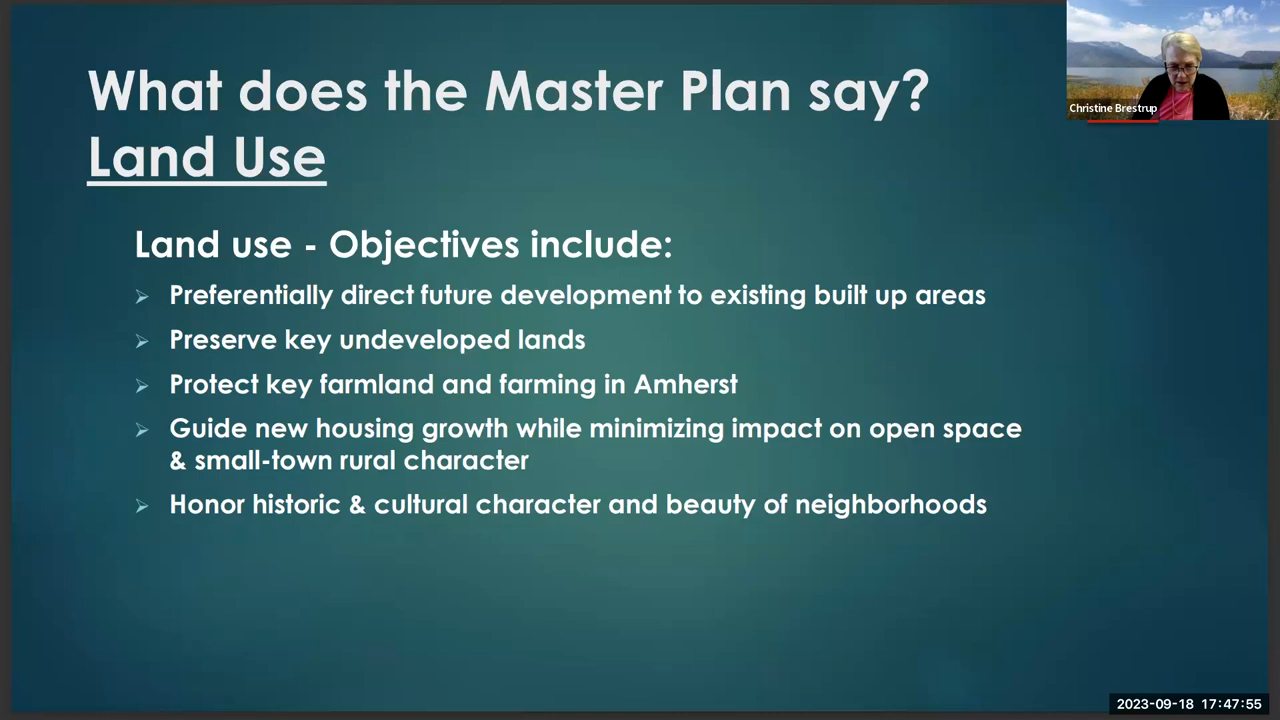 What does the Master Plan say?
Land Use
Christine Brestrup
Land use - Objectives include:
Preferentially direct future development to existing built up areas
Preserve key undeveloped lands
Protect key farmland and farming in Amherst
Guide new housing growth while minimizing impact on open space
& small-town rural character
Honor historic & cultural character and beauty of neighborhoods
2023-09-18 17:47:55